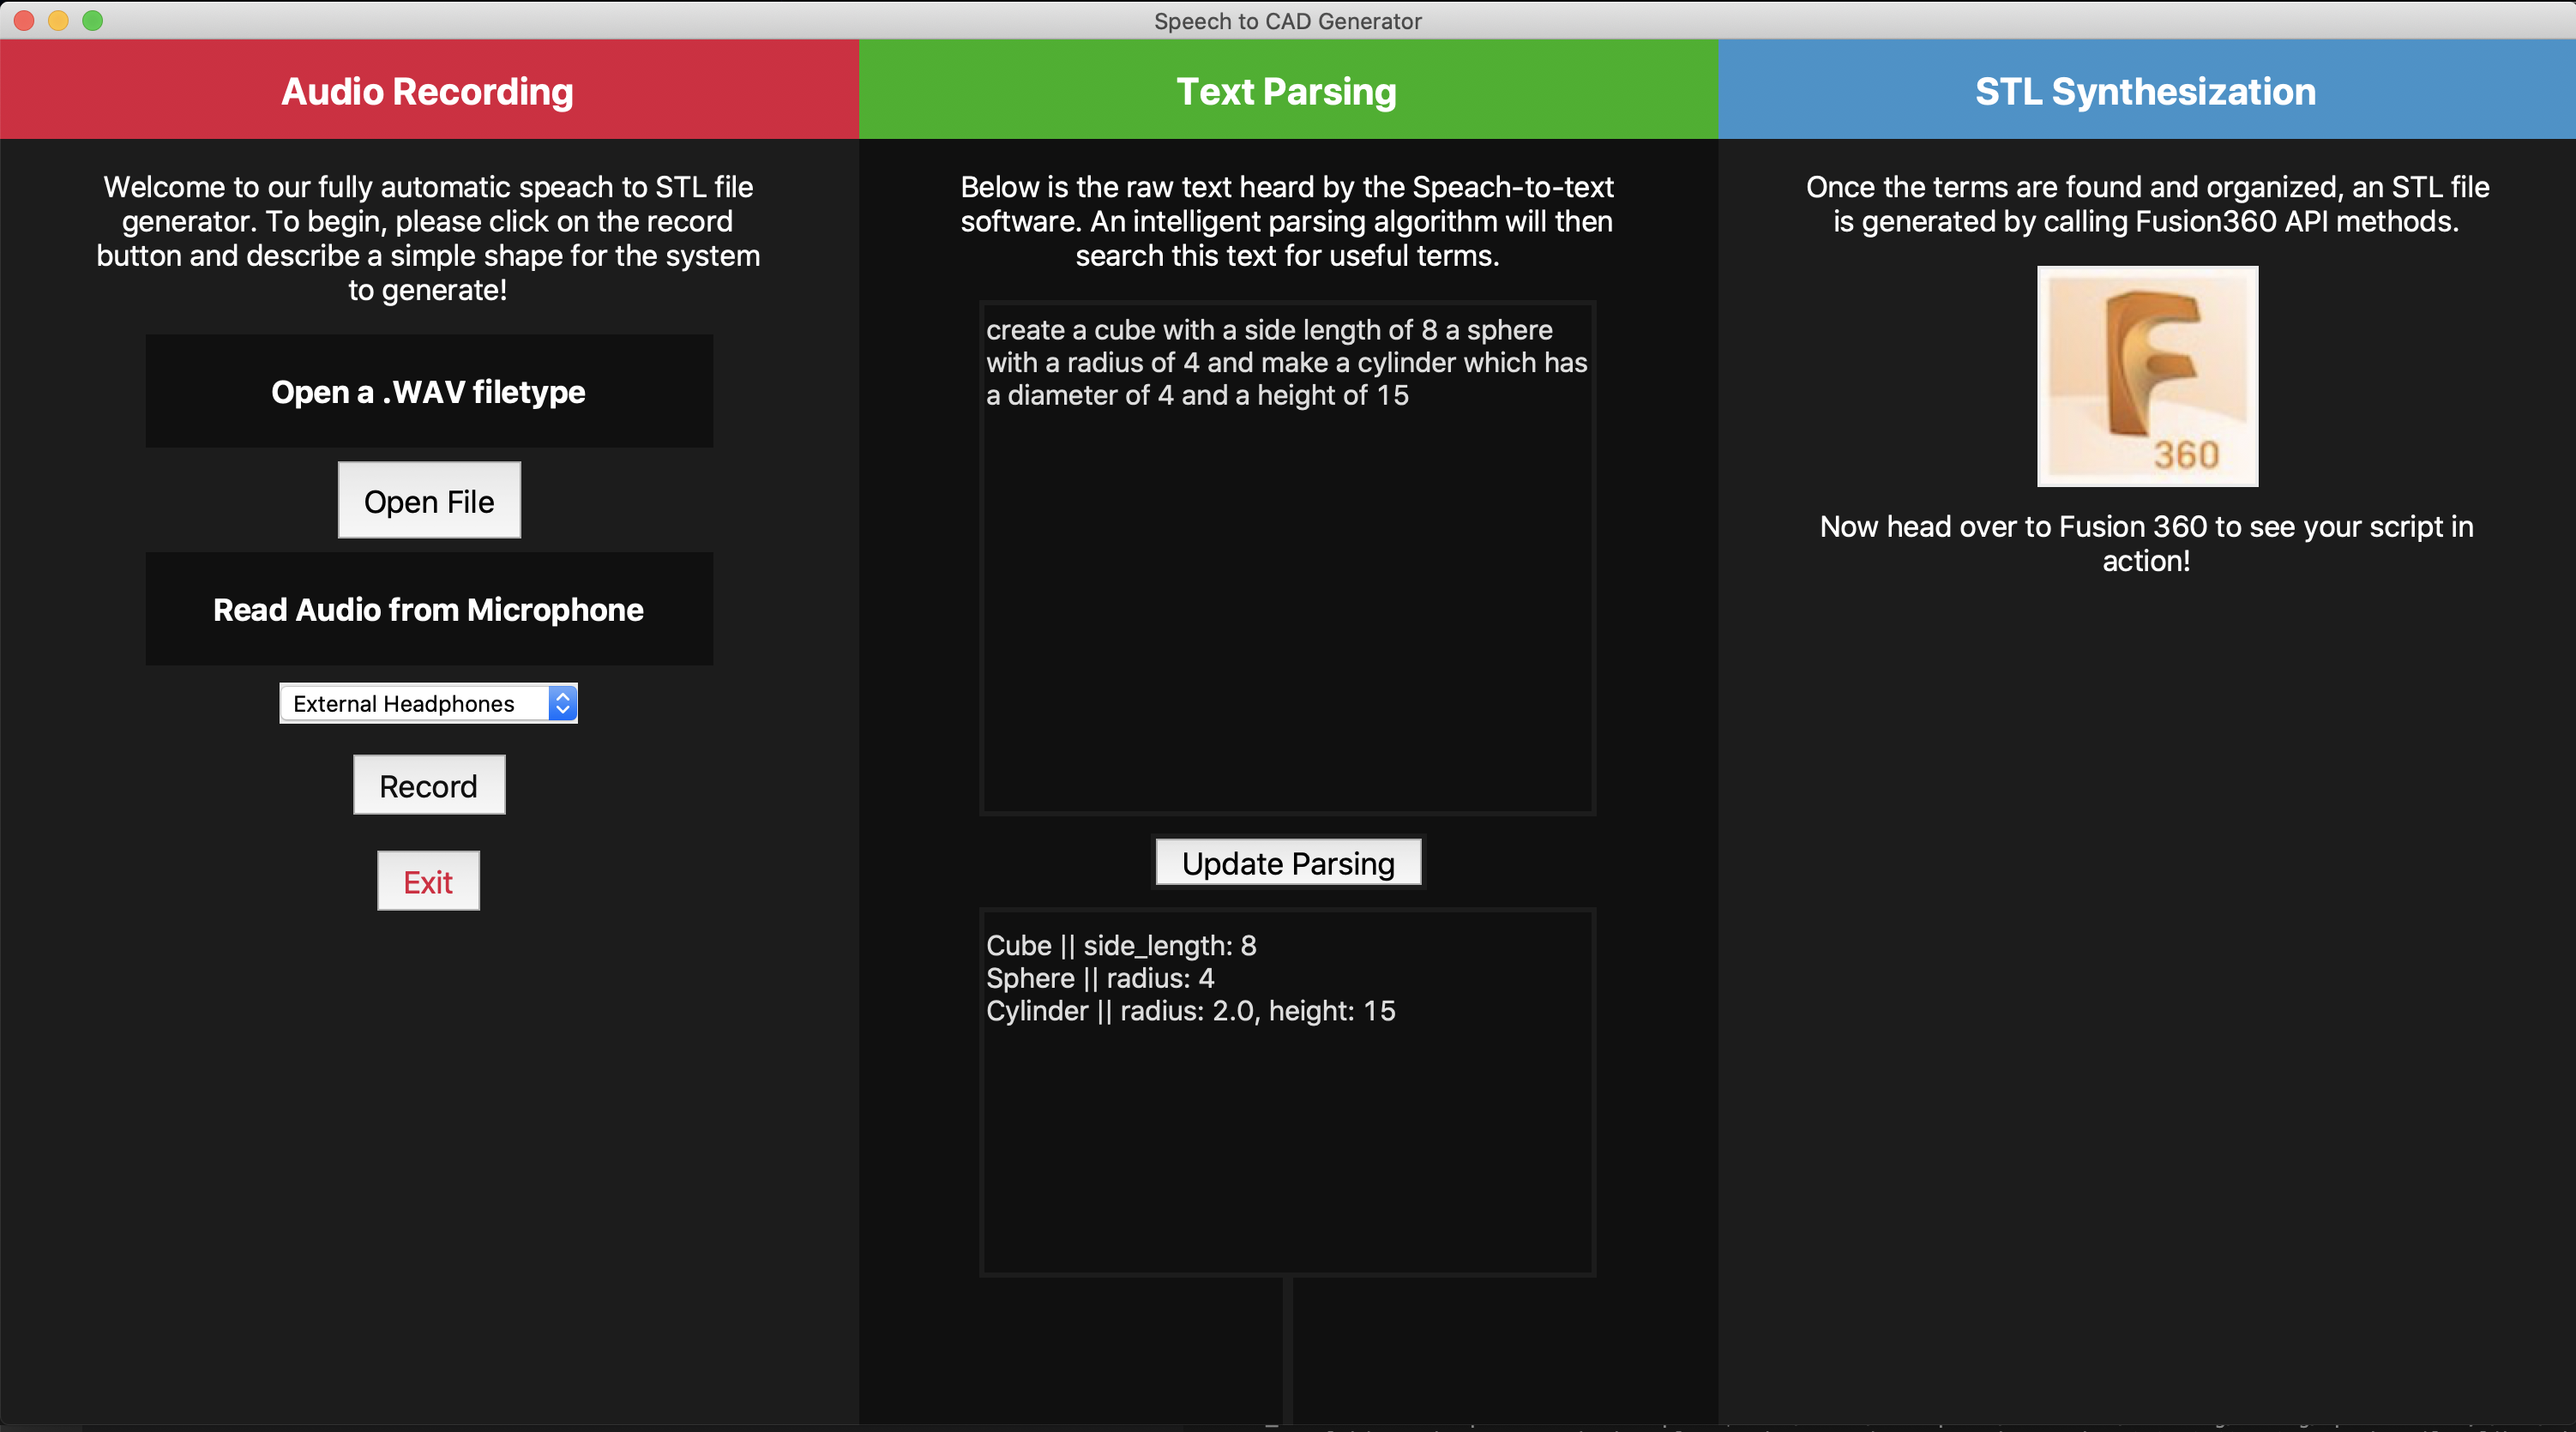 Speech to CAD Generator
Audio Recording
Welcome to our fully automatic speach to STL file
generator. To begin, please click on the record
button and describe a simple shape for the system
to generate!
Open a .WAV filetype
Open File
Read Audio from Microphone
External Headphones
Record
Exit
Text Parsing
Below is the raw text heard by the Speach-to-text
software. An intelligent parsing algorithm will then
search this text for useful terms.
create a cube with a side length of 8 a sphere
with a radius of 4 and make a cylinder which has
a diameter of 4 and a height of 15
Update Parsing
Cube || side_length: 8
Sphere || radius: 4
Cylinder || radius: 2.0, height: 15
STL Synthesization
Once the terms are found and organized, an STL file
is generated by calling Fusion360 API methods.
F
360
Now head over to Fusion 360 to see your script in
action!